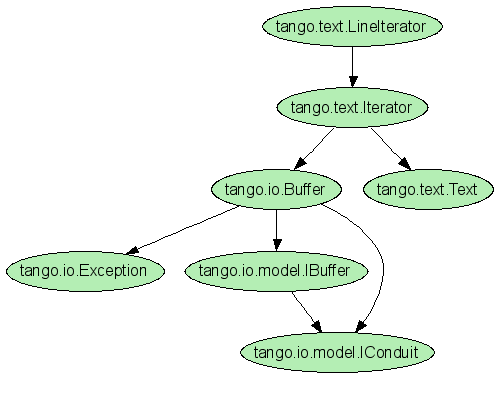 tango.text.LineIterator
tango.text.Iterator
tango.io.Buffer
tango.text.Text
tango.io.Exception
tango.io.model.IBuffer
tango.io.model.IConduit